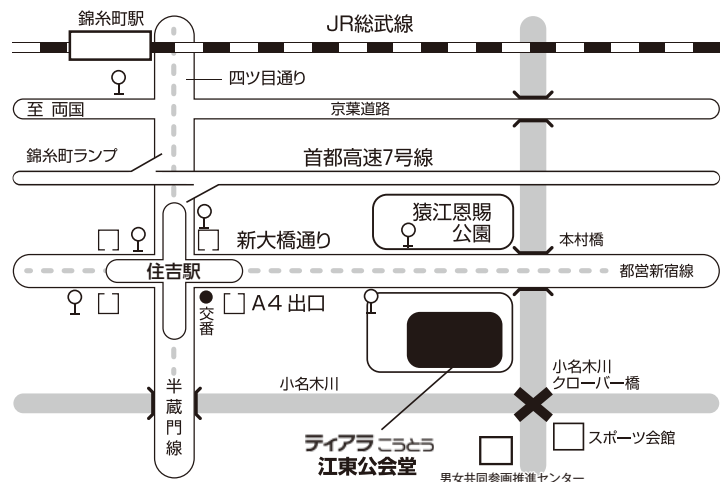 錦糸町駅
JR総武線
四ツ目通り
至 両国
京葉道路
錦糸町ランプ
首都高速7号線
猿江恩賜
公園
新大橋通り
本村橋
住吉駅
都営新宿線
A4 出口
交番
半蔵門線
小名木川
小名木川
クローバー橋
ティアラこうとう
江東公会堂
スポーツ会館
男女共同参画推進センター